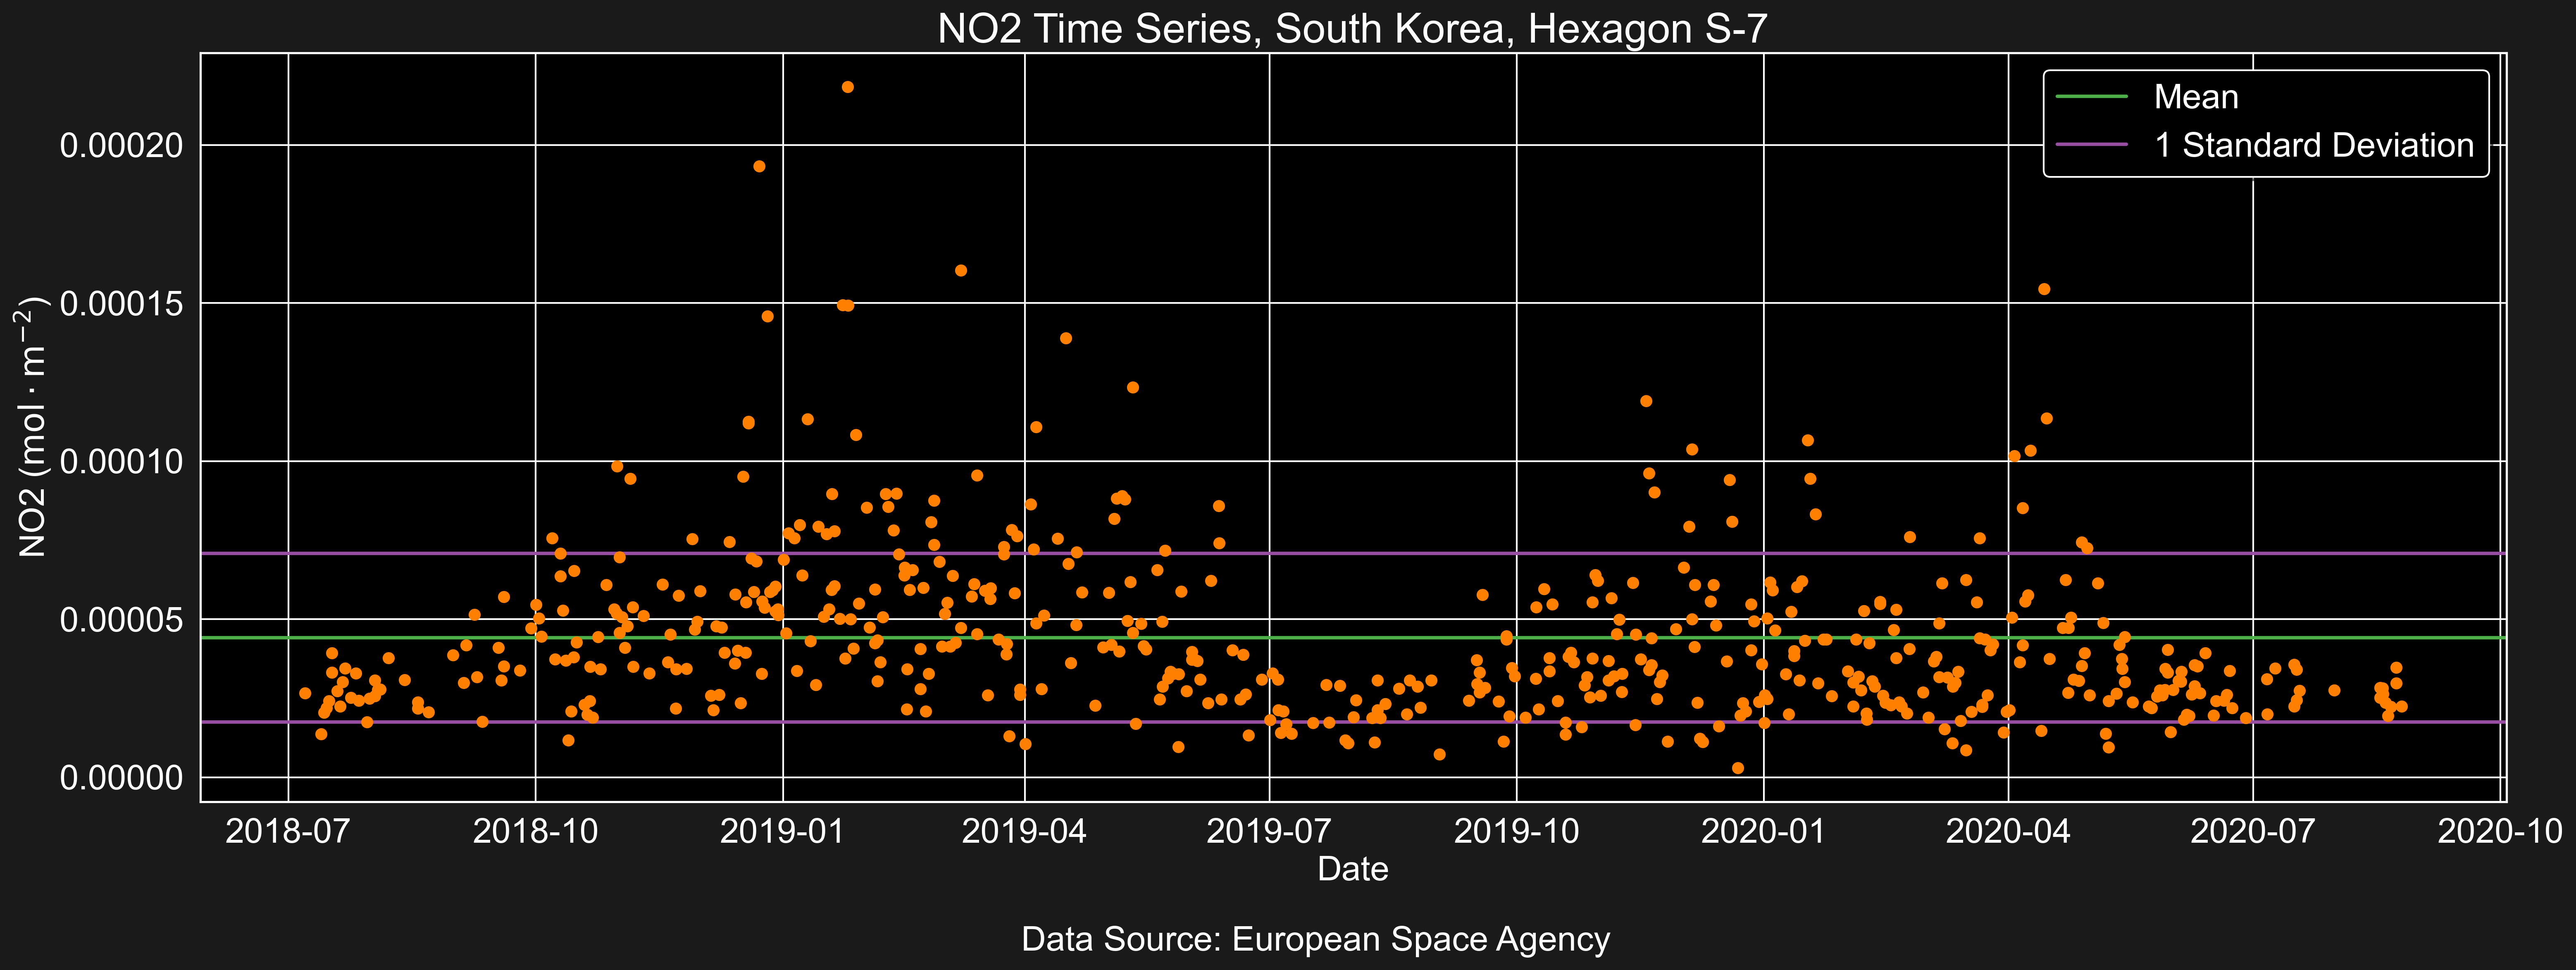 NO2 Time Series, South Korea, Hexagon S-7
Mean
1 Standard Deviation
NO2 (mol · m⁻²)
0.00020
0.00015
0.00010
0.00005
0.00000
2018-07 2018-10 2019-01 2019-04 2019-07 2019-10 2020-01 2020-04 2020-07 2020-10
Date
Data Source: European Space Agency